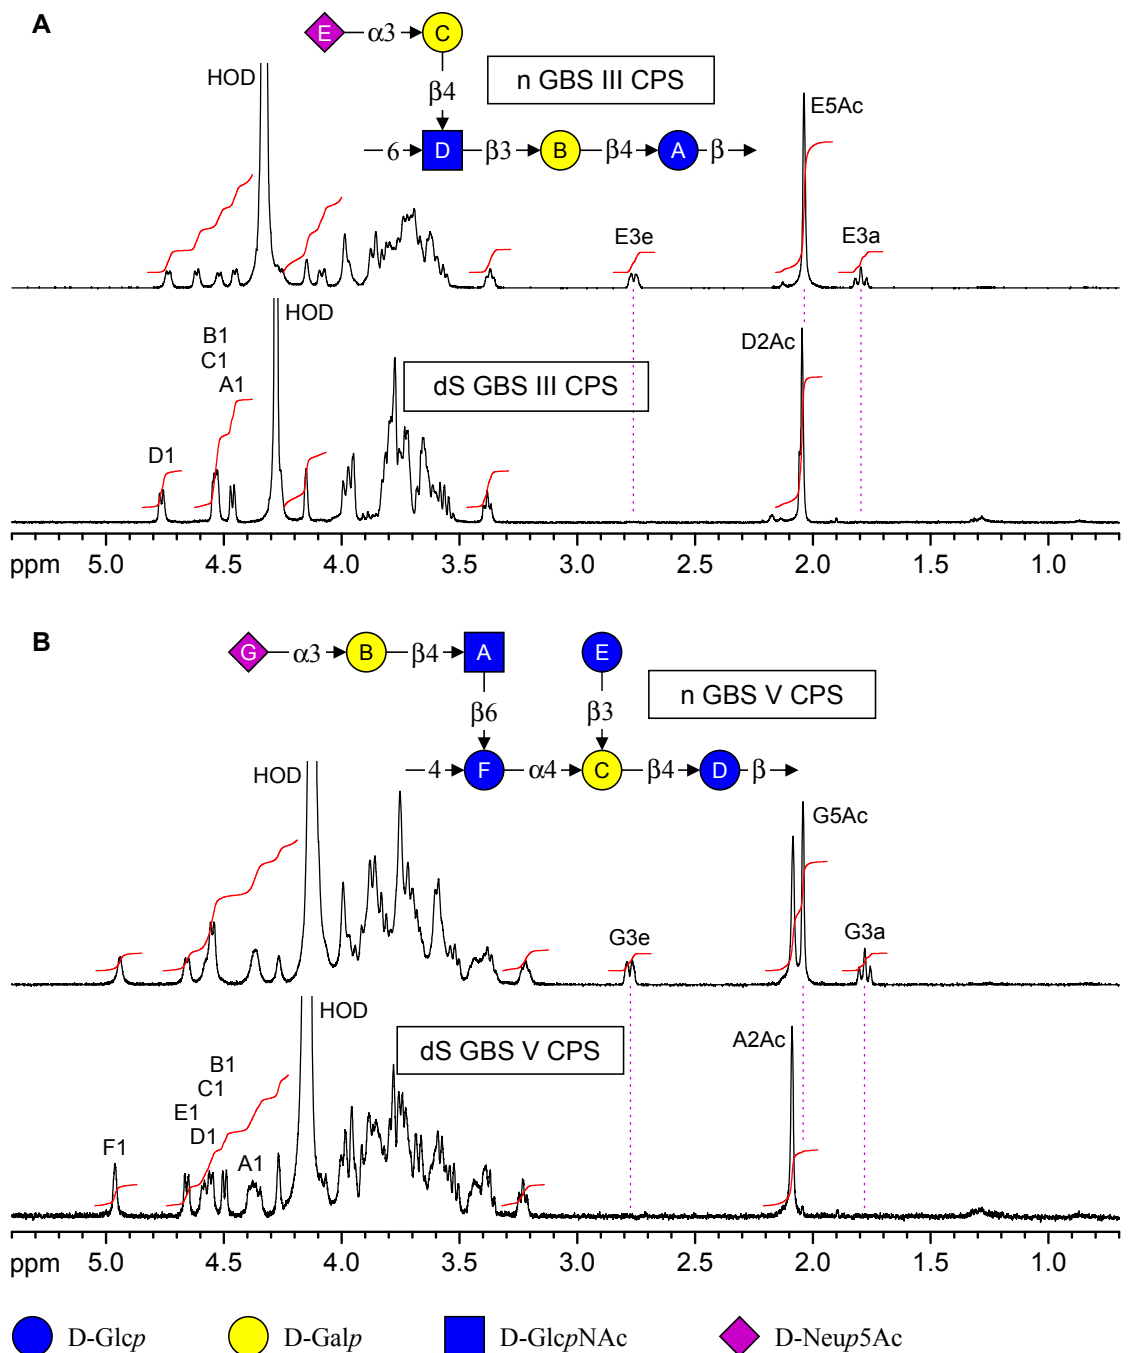 A
E α3 C
HOD
n GBS III CPS
β4
E5Ac
6 D β3 B β4 A β
E3e
E3a
HOD
B1
C1
A1
D2Ac
dS GBS III CPS
D1
ppm 5.0 4.5 4.0 3.5 3.0 2.5 2.0 1.5 1.0
B
G α3 B β4 A E
n GBS V CPS
β6 β3
HOD
4 F α4 C β4 D β
G5Ac
G3e
G3a
HOD
dS GBS V CPS
A2Ac
B1
C1
E1
D1
F1
A1
ppm 5.0 4.5 4.0 3.5 3.0 2.5 2.0 1.5 1.0
D-Glcp D-Galp D-GlcpNAc D-Neup5Ac